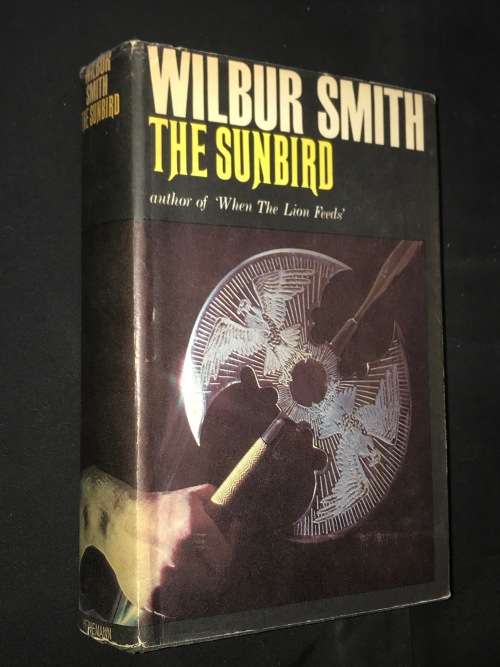 WILBUR SMITH
THE SUNBIRD
author of 'When The Lion Feeds'
WILBUR
SMITH
THE SUNBIRD